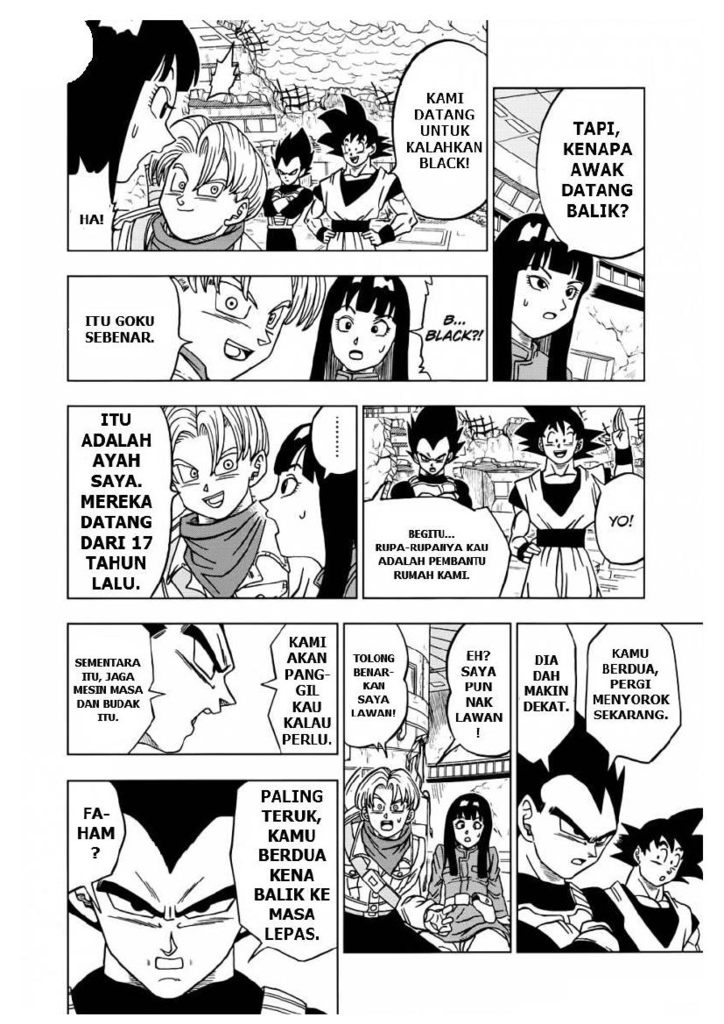 TAPI,
KENAPA
AWAK
DATANG
BALIK?
KAMI
DATANG
UNTUK
KALAHKAN
BLACK!
HA!
B...
BLACK?!
ITU GOKU
SEBENAR.
YO!
BEGITU...
RUPA-RUPANYA KAU
ADALAH PEMBANTU
RUMAH KAMI.
.........
ITU
ADALAH
AYAH
SAYA.
MEREKA
DATANG
DARI 17
TAHUN
LALU.
KAMU
BERDUA,
PERGI
MENYOROK
SEKARANG.
DIA
DAH
MAKIN
DEKAT.
EH?
SAYA
PUN
NAK
LAWAN
!
TOLONG
BENAR-
KAN
SAYA
LAWAN!
KAMI
AKAN
PANG-
GIL
KAU
KALAU
PERLU.
SEMENTARA
ITU, JAGA
MESIN MASA
DAN BUDAK
ITU.
PALING
TERUK,
KAMU
BERDUA
KENA
BALIK KE
MASA
LEPAS.
FA-
HAM
?